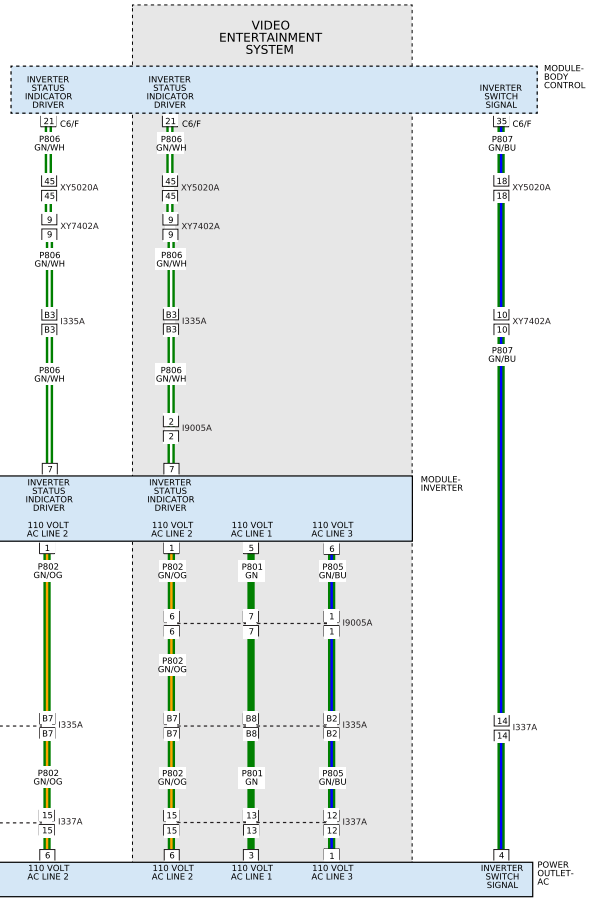 VIDEO
ENTERTAINMENT
SYSTEM
MODULE-
BODY
CONTROL
INVERTER
STATUS
INDICATOR
DRIVER
INVERTER
STATUS
INDICATOR
DRIVER
INVERTER
SWITCH
SIGNAL
21 C6/F 21 C6/F 35 C6/F
P806
GN/WH
P806
GN/WH
P807
GN/BU
45 45 18
XY5020A XY5020A XY5020A
45 45 18
9 9
XY7402A XY7402A
9 9
P806
GN/WH
P806
GN/WH
B3 B3 10
I335A I335A XY7402A
B3 B3 10
P807
GN/BU
P806
GN/WH
P806
GN/WH
2
I9005A
2
7 7
INVERTER
STATUS
INDICATOR
DRIVER
INVERTER
STATUS
INDICATOR
DRIVER
MODULE-
INVERTER
110 VOLT
AC LINE 2
110 VOLT
AC LINE 2
110 VOLT
AC LINE 1
110 VOLT
AC LINE 3
1 1 5 6
P802
GN/OG
P802
GN/OG
P801
GN
P805
GN/BU
6 7 1
I9005A
6 7 1
P802
GN/OG
B7 B7 B8 B2 14
I335A I335A I337A
B7 B7 B8 B2 14
P802
GN/OG
P802
GN/OG
P801
GN
P805
GN/BU
15 15 13 12
I337A I337A
15 15 13 12
6 6 3 1 4
110 VOLT
AC LINE 2
110 VOLT
AC LINE 2
110 VOLT
AC LINE 1
110 VOLT
AC LINE 3
INVERTER
SWITCH
SIGNAL
POWER
OUTLET-
AC